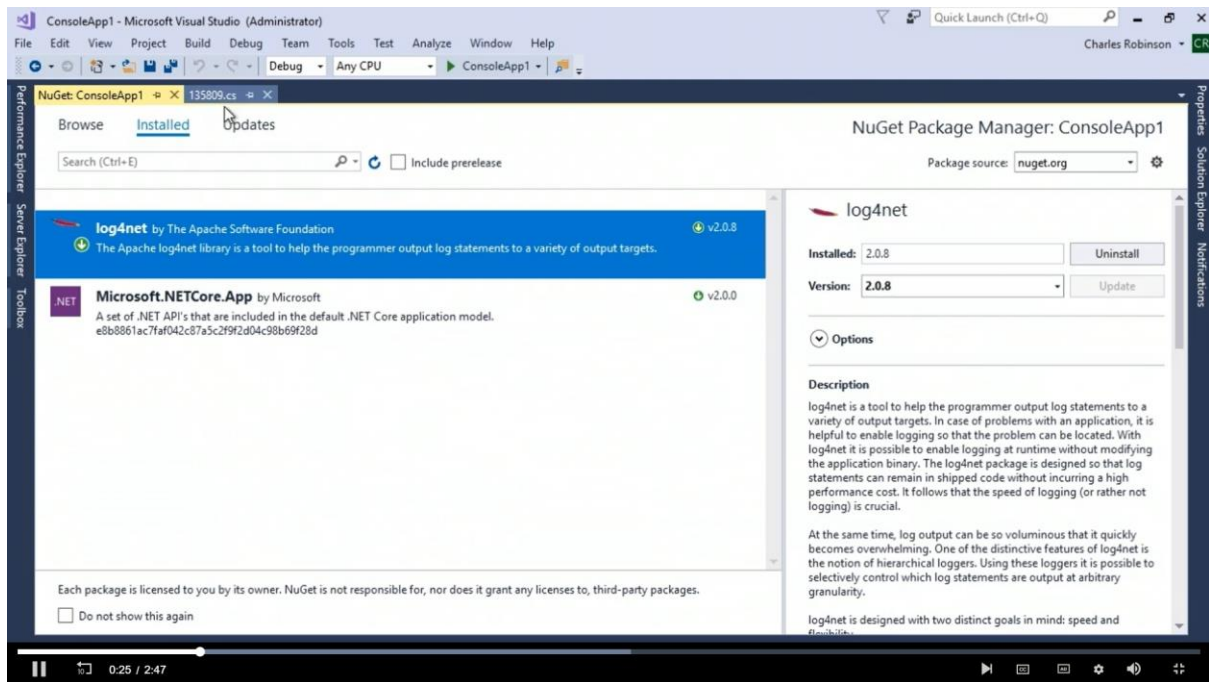 ConsoleApp1 - Microsoft Visual Studio (Administrator)
Quick Launch (Ctrl+Q)
File Edit View Project Build Debug Team Tools Test Analyze Window Help
Charles Robinson
CR
Debug Any CPU ConsoleApp1
NuGet: ConsoleApp1
135809.cs
Performance Explorer
Server Explorer
Toolbox
Browse Installed Updates
Search (Ctrl+E)
Include prerelease
NuGet Package Manager: ConsoleApp1
Package source: nuget.org
log4net by The Apache Software Foundation
v2.0.8
The Apache log4net library is a tool to help the programmer output log statements to a variety of output targets.
.NET
Microsoft.NETCore.App by Microsoft
v2.0.0
A set of .NET API's that are included in the default .NET Core application model.
e8b8861ac7faf042c87a5c2f9f2d04c98b69f28d
Each package is licensed to you by its owner. NuGet is not responsible for, nor does it grant any licenses to, third-party packages.
Do not show this again
log4net
Installed: 2.0.8
Uninstall
Version: 2.0.8
Update
Options
Description
log4net is a tool to help the programmer output log statements to a
variety of output targets. In case of problems with an application, it is
helpful to enable logging so that the problem can be located. With
log4net it is possible to enable logging at runtime without modifying
the application binary. The log4net package is designed so that log
statements can remain in shipped code without incurring a high
performance cost. It follows that the speed of logging (or rather not
logging) is crucial.
At the same time, log output can be so voluminous that it quickly
becomes overwhelming. One of the distinctive features of log4net is
the notion of hierarchical loggers. Using these loggers it is possible to
selectively control which log statements are output at arbitrary
granularity.
log4net is designed with two distinct goals in mind: speed and
Properties
Solution Explorer
Notifications
10
0:25 / 2:47
CC